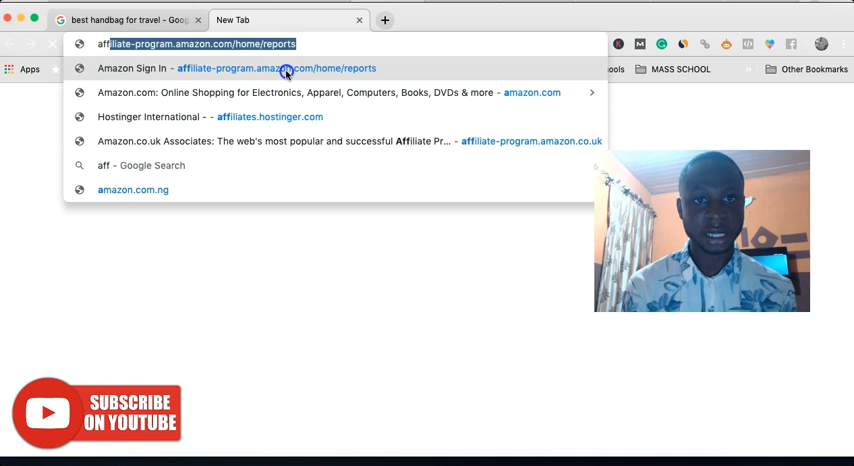 best handbag for travel - Goog
New Tab
affiliate-program.amazon.com/home/reports
Apps
ools
MASS SCHOOL
»
Other Bookmarks
Amazon Sign In - affiliate-program.amazon.com/home/reports
Amazon.com: Online Shopping for Electronics, Apparel, Computers, Books, DVDs & more - amazon.com
Hostinger International - - affiliates.hostinger.com
Amazon.co.uk Associates: The web's most popular and successful Affiliate Pr... - affiliate-program.amazon.co.uk
aff - Google Search
amazon.com.ng
SUBSCRIBE
ON YOUTUBE